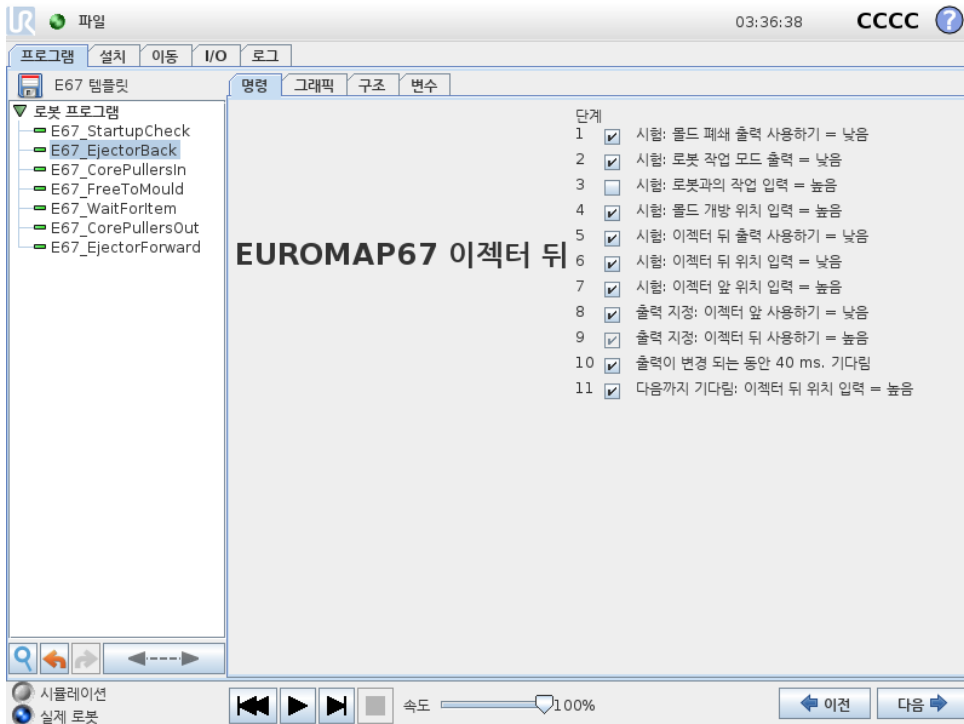 UR 파일 03:36:38 CCCC ?
프로그램 설치 이동 I/O 로그
E67 템플릿
명령 그래픽 구조 변수
로봇 프로그램
E67_StartupCheck
E67_EjectorBack
E67_CorePullersIn
E67_FreeToMould
E67_WaitForItem
E67_CorePullersOut
E67_EjectorForward
EUROMAP67 이젝터 뒤
단계
1 시험: 몰드 폐쇄 출력 사용하기 = 낮음
2 시험: 로봇 작업 모드 출력 = 낮음
3 시험: 로봇과의 작업 입력 = 높음
4 시험: 몰드 개방 위치 입력 = 높음
5 시험: 이젝터 뒤 출력 사용하기 = 낮음
6 시험: 이젝터 뒤 위치 입력 = 낮음
7 시험: 이젝터 앞 위치 입력 = 높음
8 출력 지정: 이젝터 앞 사용하기 = 낮음
9 출력 지정: 이젝터 뒤 사용하기 = 높음
10 출력이 변경 되는 동안 40 ms. 기다림
11 다음까지 기다림: 이젝터 뒤 위치 입력 = 높음
시뮬레이션
실제 로봇
속도 100%
이전 다음